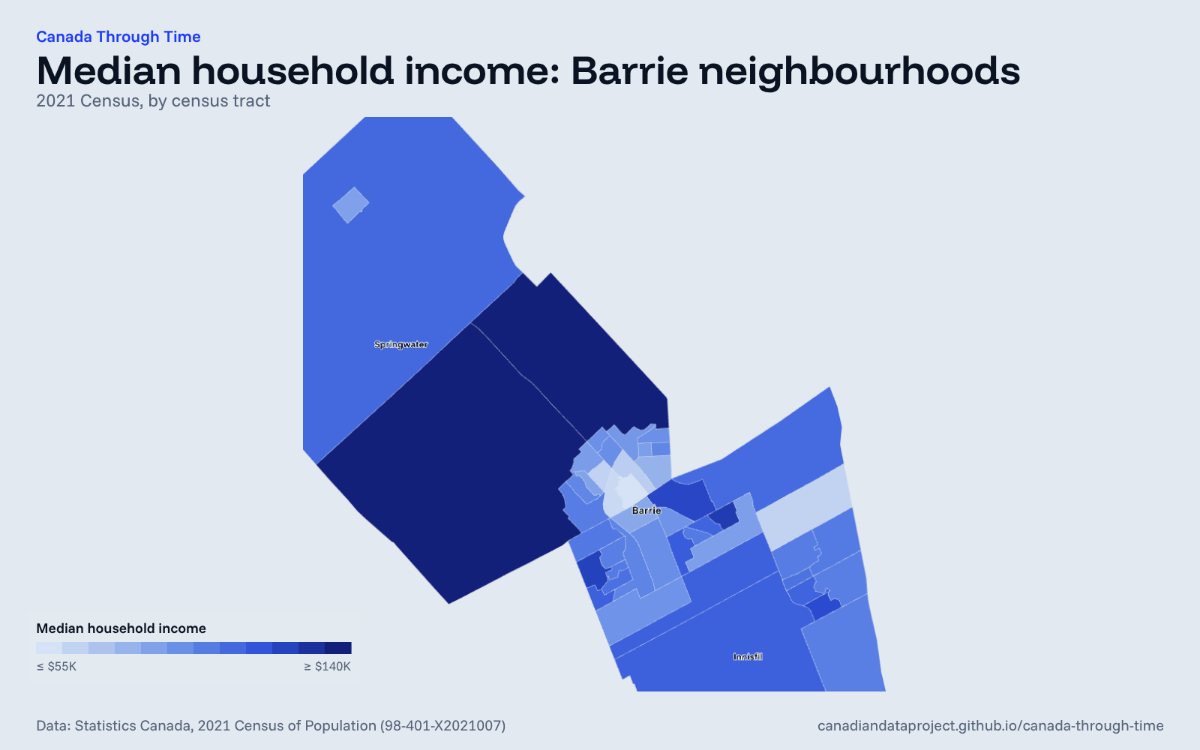 Canada Through Time
Median household income: Barrie neighbourhoods
2021 Census, by census tract
Springwater
Barrie
Innisfil
Median household income
≤ $55K
≥ $140K
Data: Statistics Canada, 2021 Census of Population (98-401-X2021007)
canadiandataproject.github.io/canada-through-time